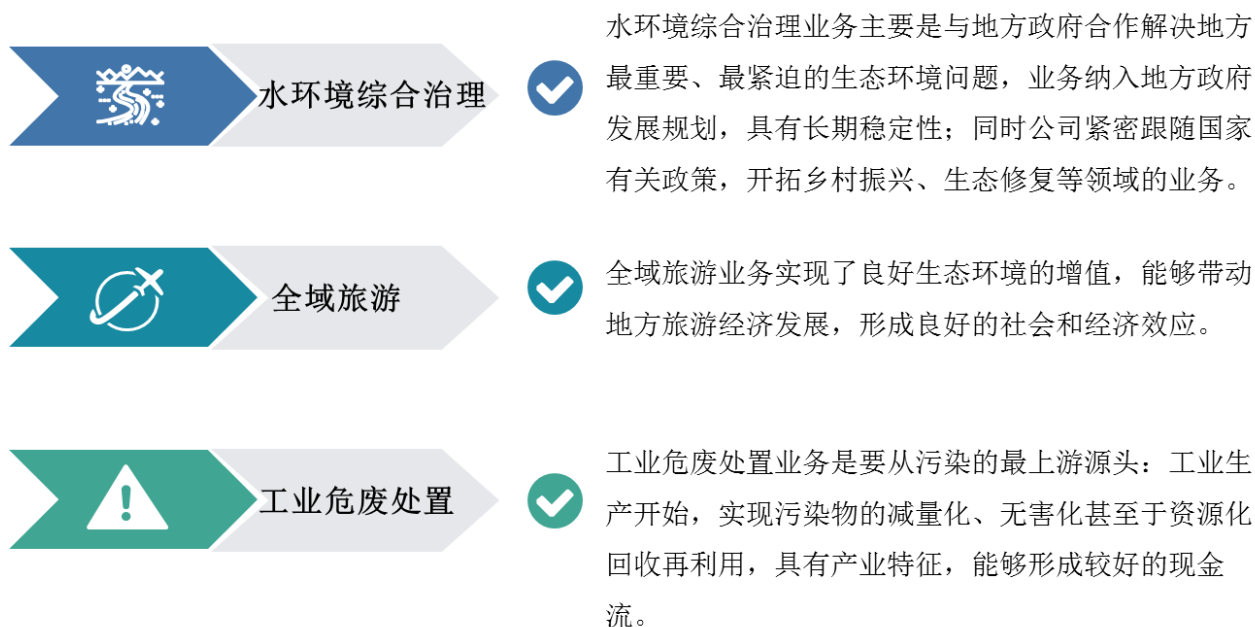 水环境综合治理
水环境综合治理业务主要是与地方政府合作解决地方
最重要、最紧迫的生态环境问题，业务纳入地方政府
发展规划，具有长期稳定性；同时公司紧密跟随国家
有关政策，开拓乡村振兴、生态修复等领域的业务。
全域旅游
全域旅游业务实现了良好生态环境的增值，能够带动
地方旅游经济发展，形成良好的社会和经济效应。
工业危废处置
工业危废处置业务是要从污染的最上游源头：工业生
产开始，实现污染物的减量化、无害化甚至于资源化
回收再利用，具有产业特征，能够形成较好的现金
流。